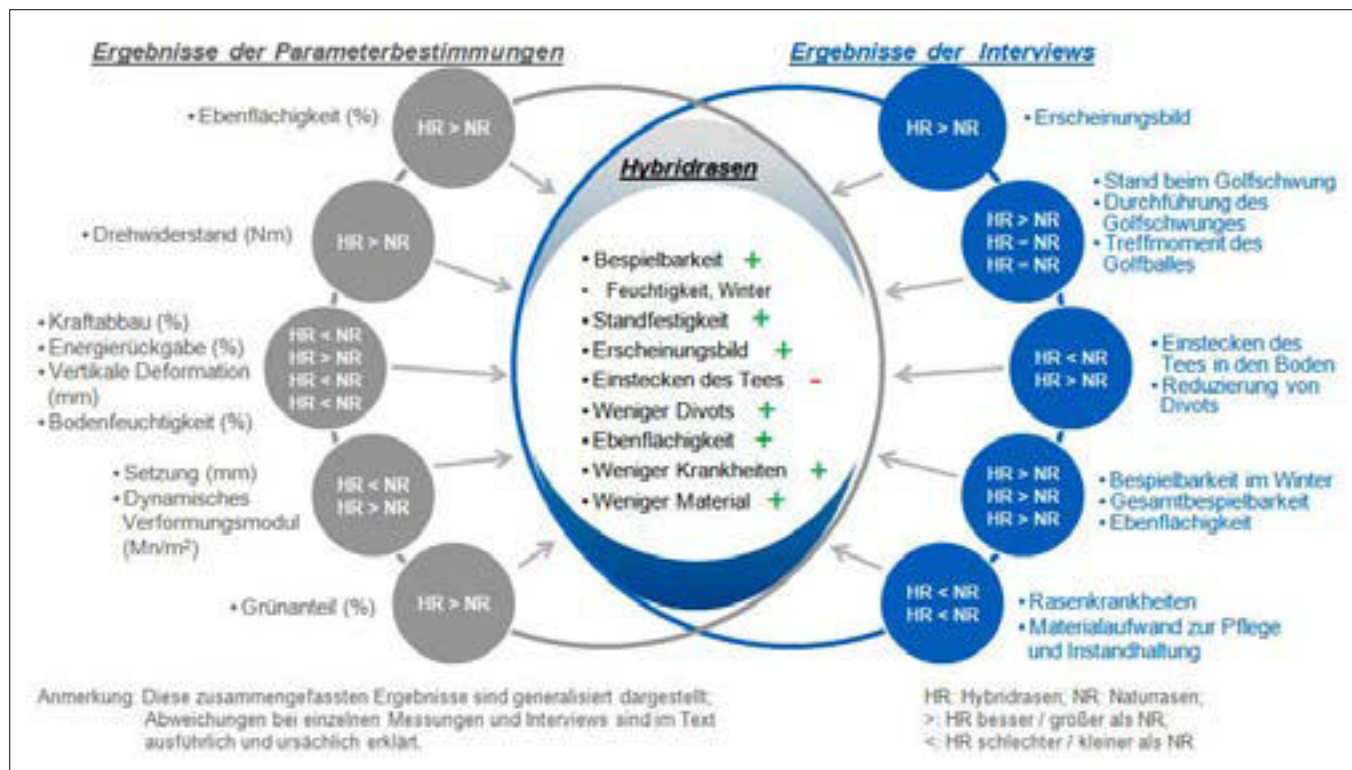 Ergebnisse der Parameterbestimmungen
• Ebenflächigkeit (%)
HR > NR
• Drehwiderstand (Nm)
HR > NR
• Kraftabbau (%)
• Energierückgabe (%)
• Vertikale Deformation
(mm)
• Bodenfeuchtigkeit (%)
HR < NR
HR > NR
HR < NR
HR < NR
• Setzung (mm)
• Dynamisches
Verformungsmodul
(Mn/m²)
HR < NR
HR > NR
• Grünanteil (%)
HR > NR
Hybridrasen
• Bespielbarkeit +
- Feuchtigkeit, Winter
• Standfestigkeit +
• Erscheinungsbild +
• Einstecken des Tees -
• Weniger Divots +
• Ebenflächigkeit +
• Weniger Krankheiten +
• Weniger Material +
Ergebnisse der Interviews
HR > NR
• Erscheinungsbild
HR > NR
HR = NR
HR = NR
• Stand beim Golfschwung
• Durchführung des
Golfschwunges
• Treffmoment des
Golfballes
HR < NR
HR > NR
• Einstecken des
Tees in den Boden
• Reduzierung von
Divots
HR > NR
HR > NR
HR > NR
• Bespielbarkeit im Winter
• Gesamtbespielbarkeit
• Ebenflächigkeit
HR < NR
HR < NR
• Rasenkrankheiten
• Materialaufwand zur Pflege
und Instandhaltung
Anmerkung: Diese zusammengefassten Ergebnisse sind generalisiert dargestellt;
Abweichungen bei einzelnen Messungen und Interviews sind im Text
ausführlich und ursächlich erklärt.
HR: Hybridrasen; NR: Naturrasen;
>: HR besser / größer als NR;
<: HR schlechter / kleiner als NR